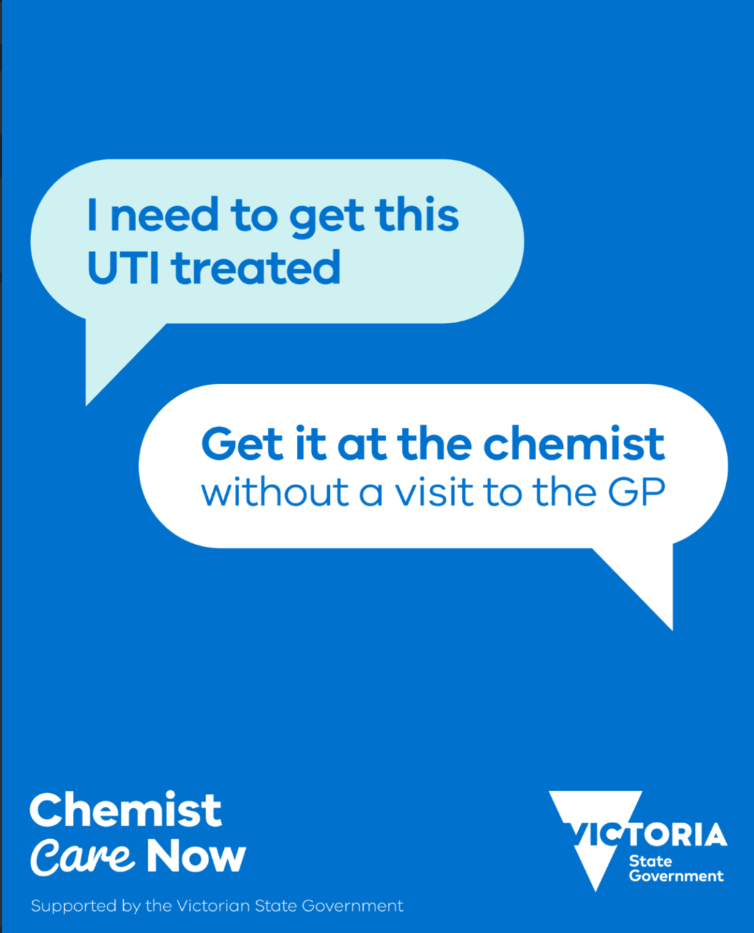 I need to get this
UTI treated
Get it at the chemist
without a visit to the GP
Chemist
Care Now
Supported by the Victorian State Government
VICTORIA
State
Government